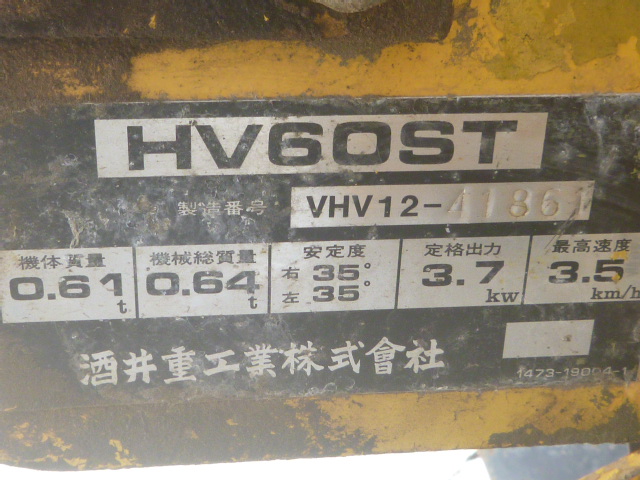 HV60ST
製造番号 VHV12-41861
機体質量 機械総質量 安定度 定格出力 最高速度
0.61 t 0.64 t 右 35° 左 35° 3.7 kw 3.5 km/h
酒井重工業株式會社
1473-19004-1